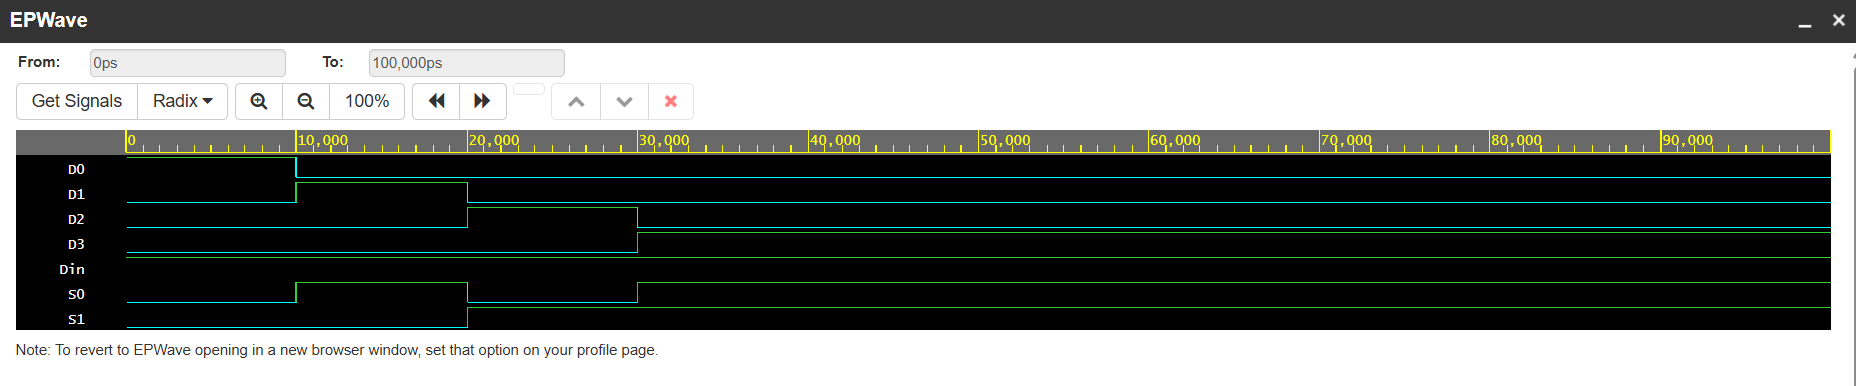 EPWave
From: 0ps To: 100,000ps
Get Signals Radix 100%
0 10,000 20,000 30,000 40,000 50,000 60,000 70,000 80,000 90,000
D0
D1
D2
D3
Din
S0
S1
Note: To revert to EPWave opening in a new browser window, set that option on your profile page.